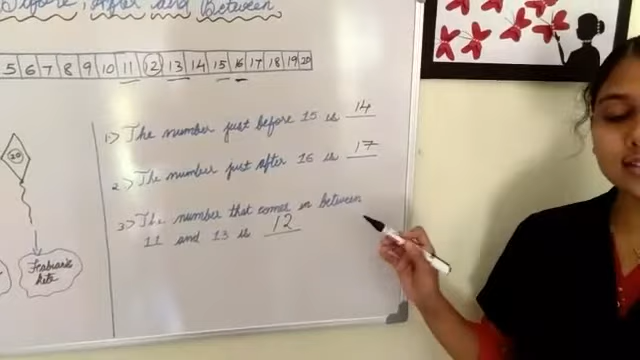 Before, After and Between
5 6 7 8 9 10 11 12 13 14 15 16 17 18 19 20
1> The number just before 15 is 14
2> The number just after 16 is 17
3> The number that comes in between
11 and 13 is 12
20
kite